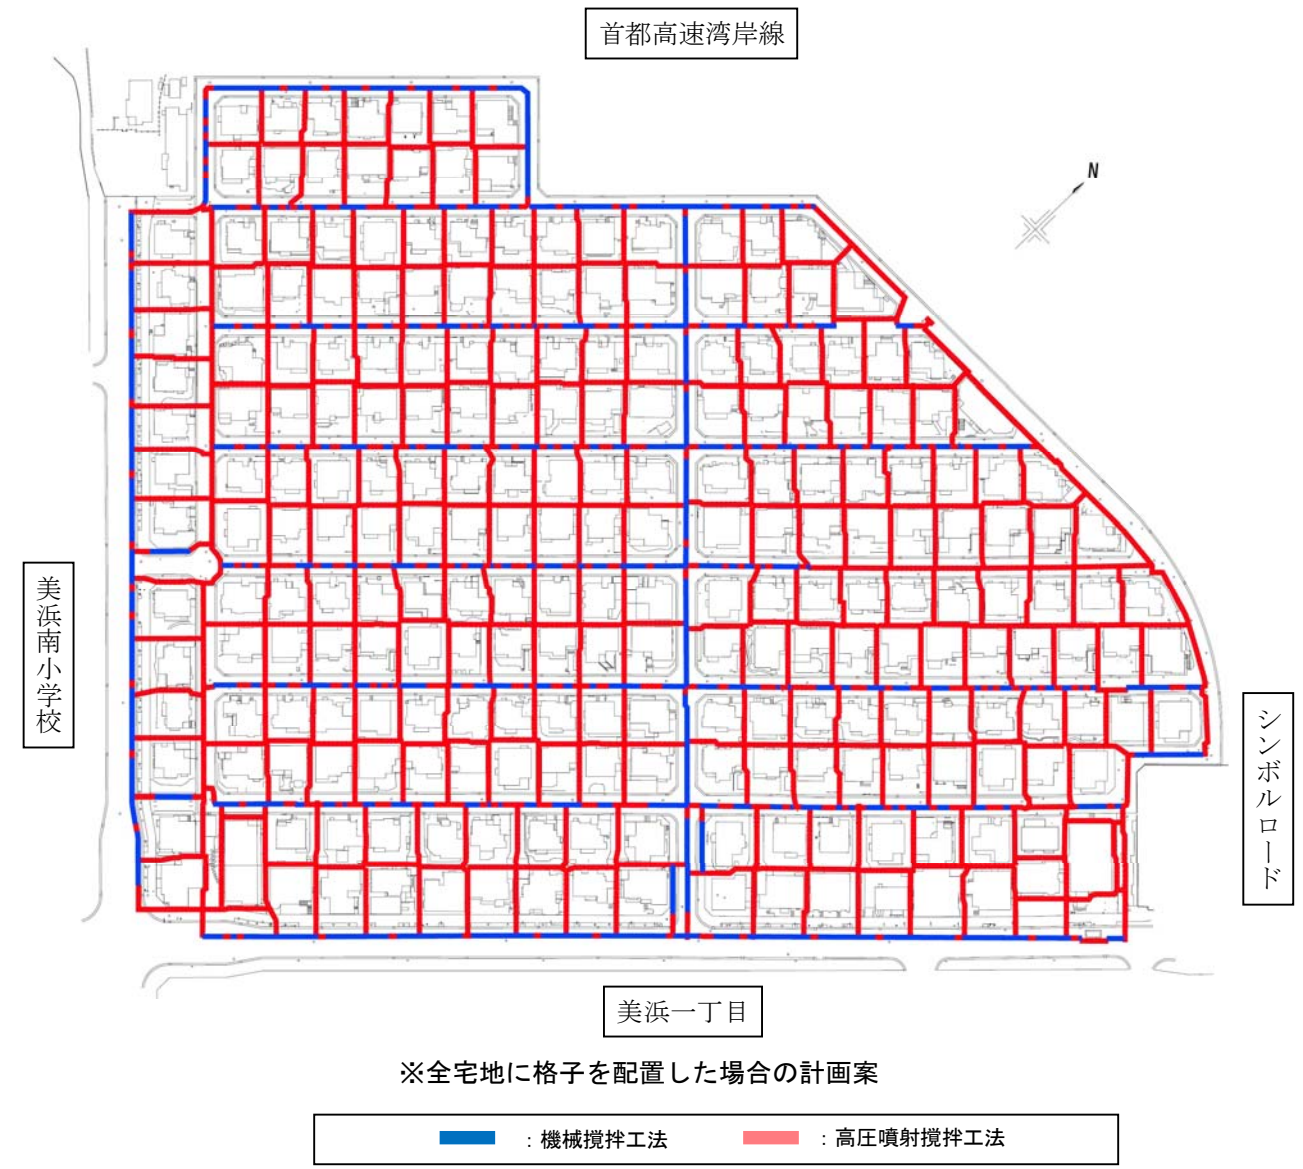 首都高速湾岸線
N
美浜南小学校
シンボルロード
美浜一丁目
※全宅地に格子を配置した場合の計画案
：機械撹拌工法
：高圧噴射撹拌工法